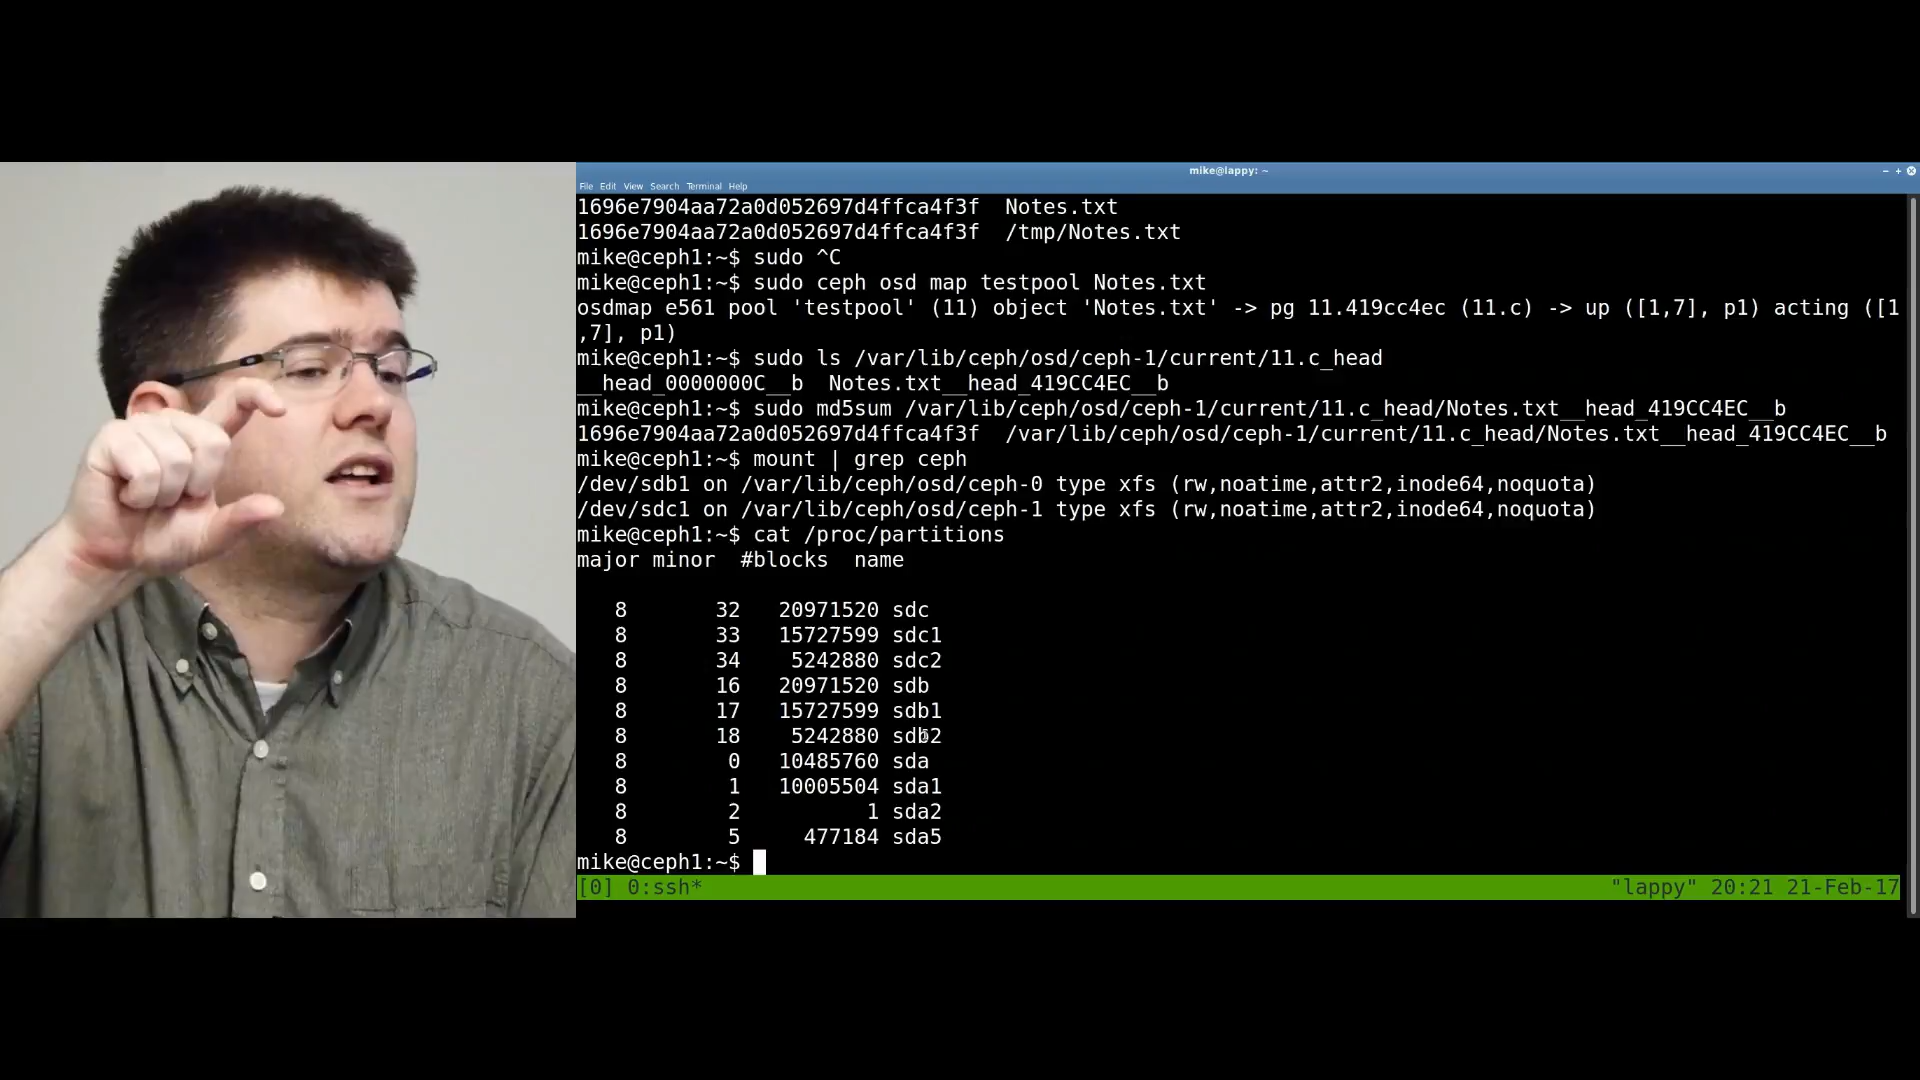 mike@lappy: ~
File Edit View Search Terminal Help
1696e7904aa72a0d052697d4ffca4f3f  Notes.txt
1696e7904aa72a0d052697d4ffca4f3f  /tmp/Notes.txt
mike@ceph1:~$ sudo ^C
mike@ceph1:~$ sudo ceph osd map testpool Notes.txt
osdmap e561 pool 'testpool' (11) object 'Notes.txt' -> pg 11.419cc4ec (11.c) -> up ([1,7], p1) acting ([1
,7], p1)
mike@ceph1:~$ sudo ls /var/lib/ceph/osd/ceph-1/current/11.c_head
__head_0000000C__b  Notes.txt__head_419CC4EC__b
mike@ceph1:~$ sudo md5sum /var/lib/ceph/osd/ceph-1/current/11.c_head/Notes.txt__head_419CC4EC__b
1696e7904aa72a0d052697d4ffca4f3f  /var/lib/ceph/osd/ceph-1/current/11.c_head/Notes.txt__head_419CC4EC__b
mike@ceph1:~$ mount | grep ceph
/dev/sdb1 on /var/lib/ceph/osd/ceph-0 type xfs (rw,noatime,attr2,inode64,noquota)
/dev/sdc1 on /var/lib/ceph/osd/ceph-1 type xfs (rw,noatime,attr2,inode64,noquota)
mike@ceph1:~$ cat /proc/partitions
major minor  #blocks  name
8 32 20971520 sdc
8 33 15727599 sdc1
8 34 5242880 sdc2
8 16 20971520 sdb
8 17 15727599 sdb1
8 18 5242880 sdb2
8 0 10485760 sda
8 1 10005504 sda1
8 2 1 sda2
8 5 477184 sda5
mike@ceph1:~$
[0] 0:ssh* "lappy" 20:21 21-Feb-17